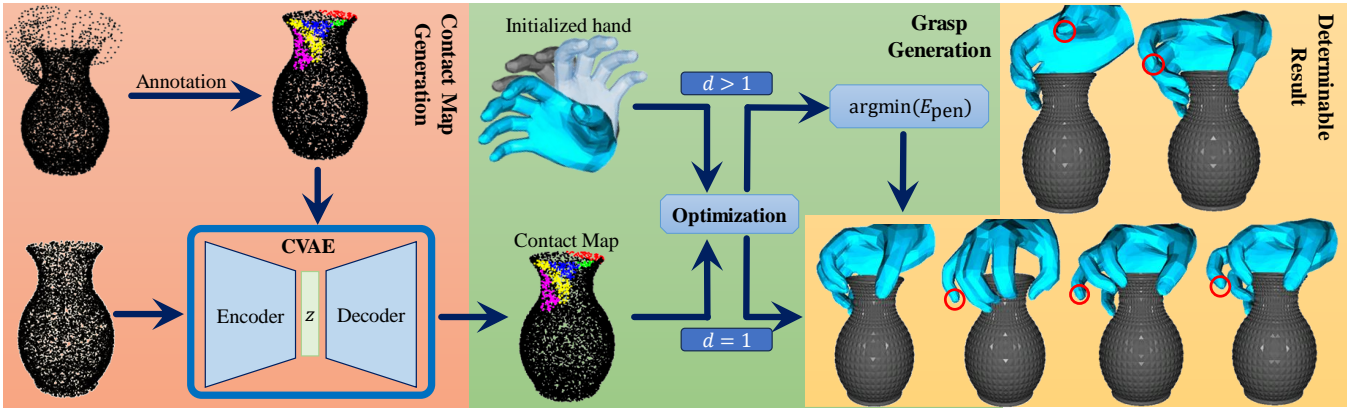 Annotation
Contact Map
Generation
CVAE
Encoder
z
Decoder
Initialized hand
d > 1
Grasp
Generation
argmin(E_pen)
Optimization
Contact Map
d = 1
Determinable
Result